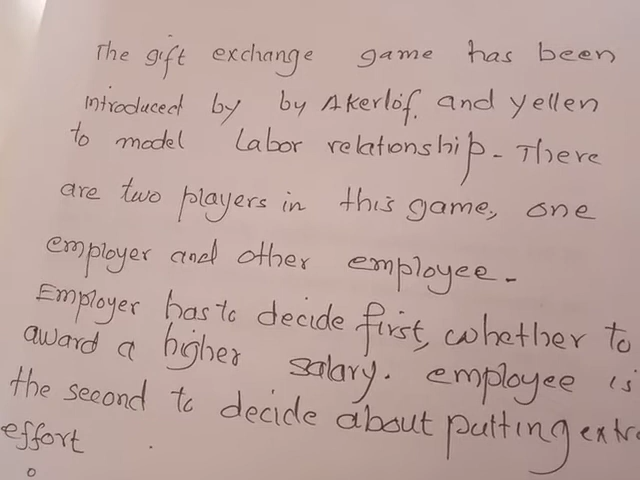 The gift exchange game has been
introduced by by Akerlof. and yellen
to model Labor relationship. There
are two players in this game, one
employer and other employee.
Employer has to decide first, whether to
award a higher salary. employee is
the second to decide about putting extra
effort